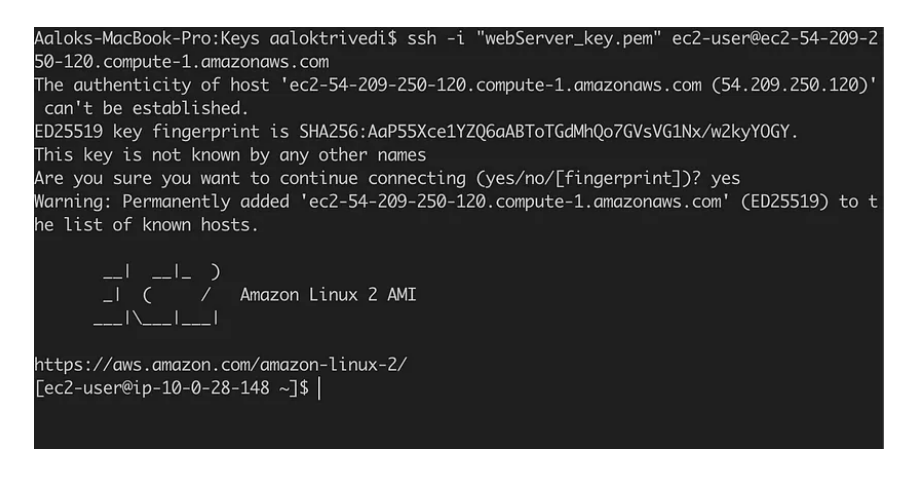 Aaloks-MacBook-Pro:Keys aaloktrivedi$ ssh -i "webServer_key.pem" ec2-user@ec2-54-209-2
50-120.compute-1.amazonaws.com
The authenticity of host 'ec2-54-209-250-120.compute-1.amazonaws.com (54.209.250.120)'
 can't be established.
ED25519 key fingerprint is SHA256:AaP55Xce1YZQ6aABToTGdMhQo7GVsVG1Nx/w2kyYOGY.
This key is not known by any other names
Are you sure you want to continue connecting (yes/no/[fingerprint])? yes
Warning: Permanently added 'ec2-54-209-250-120.compute-1.amazonaws.com' (ED25519) to t
he list of known hosts.
       __|  __|_  )
       _|  (     /   Amazon Linux 2 AMI
      ___|\___|___|
https://aws.amazon.com/amazon-linux-2/
[ec2-user@ip-10-0-28-148 ~]$